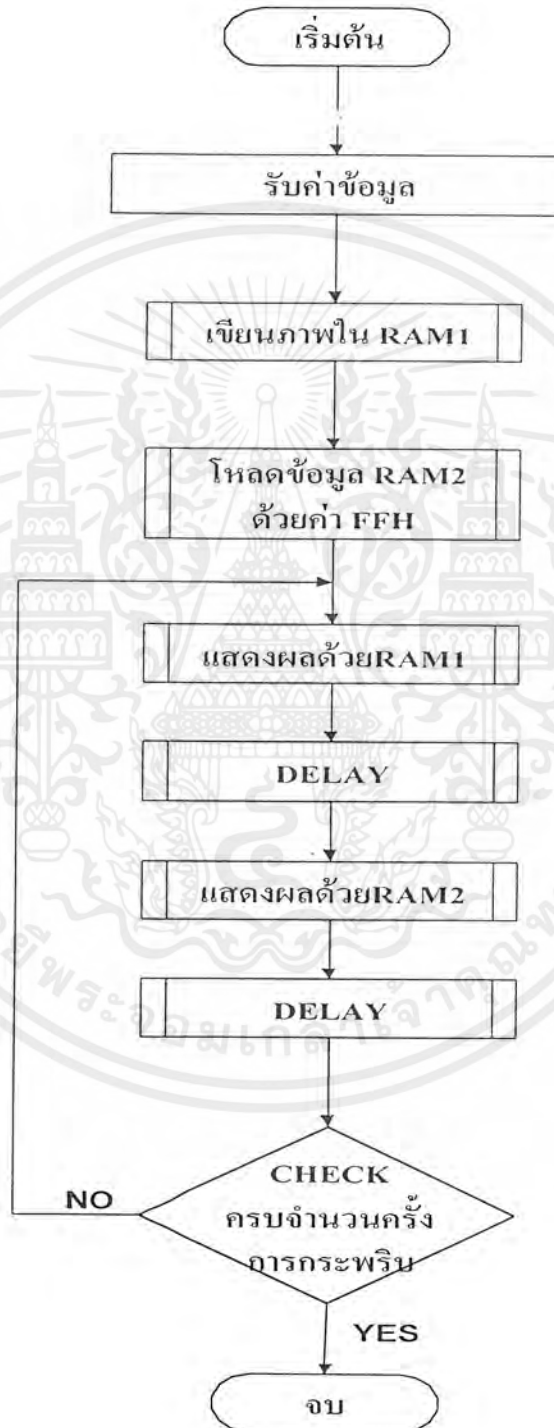 เริ่มต้น
รับค่าข้อมูล
เขียนภาพใน RAM1
โหลดข้อมูล RAM2
ด้วยค่า FFH
แสดงผลด้วยRAM1
DELAY
แสดงผลด้วยRAM2
DELAY
CHECK
ครบจำนวนครั้ง
การกระพริบ
NO
YES
จบ